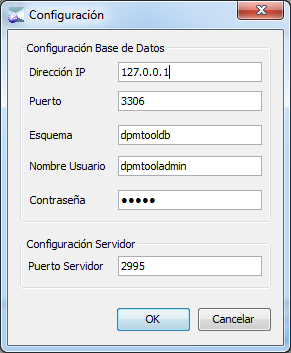 Configuración
Configuración Base de Datos
Dirección IP 127.0.0.1
Puerto 3306
Esquema dpmtooldb
Nombre Usuario dpmtooladmin
Contraseña ●●●●●
Configuración Servidor
Puerto Servidor 2995
OK Cancelar